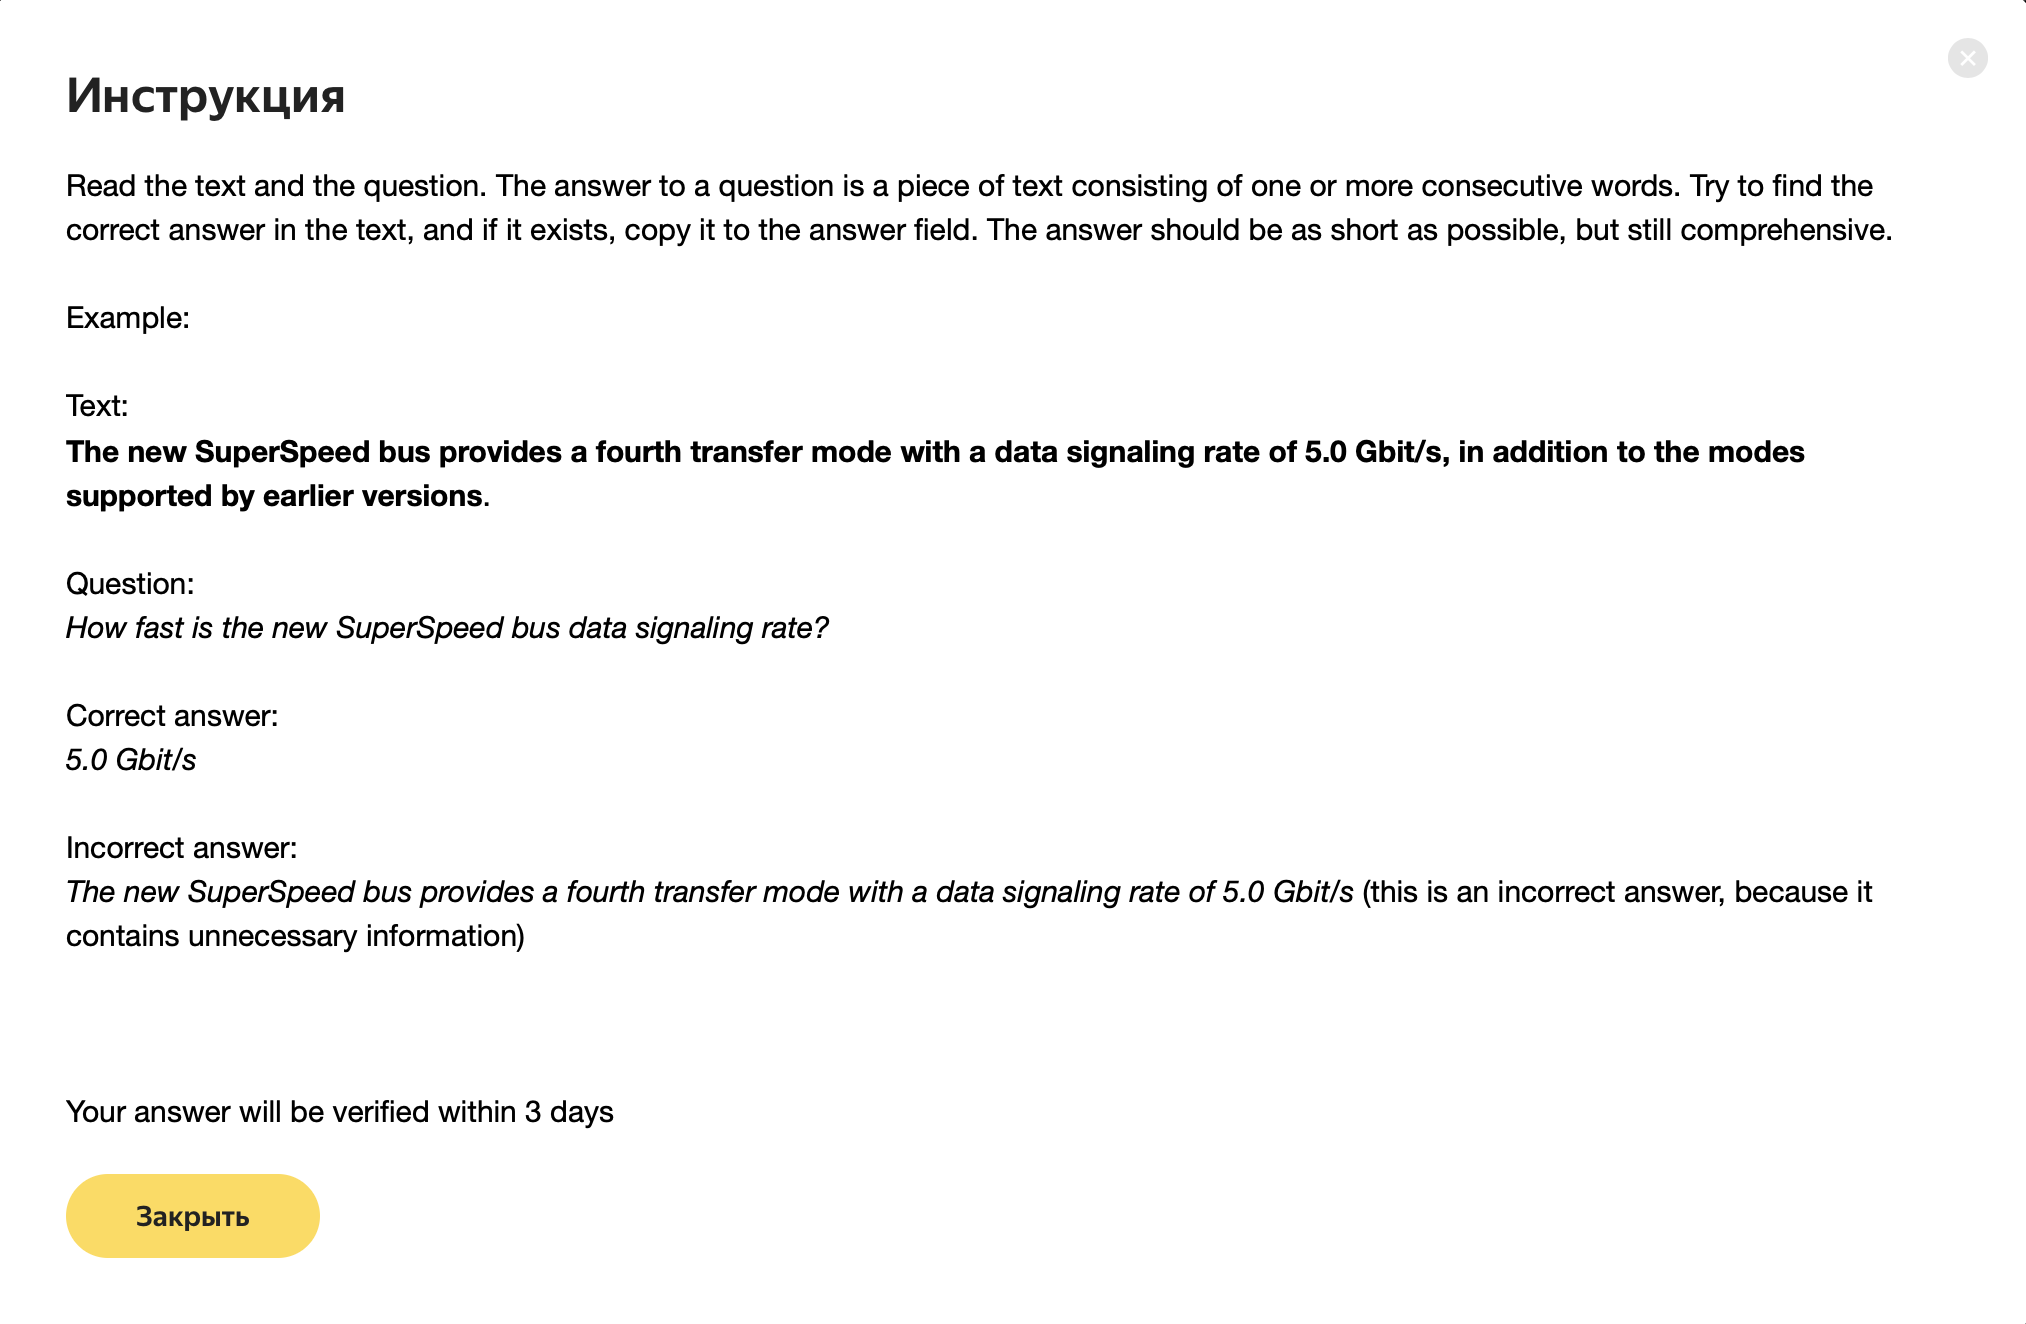 Инструкция
Read the text and the question. The answer to a question is a piece of text consisting of one or more consecutive words. Try to find the
correct answer in the text, and if it exists, copy it to the answer field. The answer should be as short as possible, but still comprehensive.
Example:
Text:
The new SuperSpeed bus provides a fourth transfer mode with a data signaling rate of 5.0 Gbit/s, in addition to the modes
supported by earlier versions.
Question:
How fast is the new SuperSpeed bus data signaling rate?
Correct answer:
5.0 Gbit/s
Incorrect answer:
The new SuperSpeed bus provides a fourth transfer mode with a data signaling rate of 5.0 Gbit/s (this is an incorrect answer, because it
contains unnecessary information)
Your answer will be verified within 3 days
Закрыть